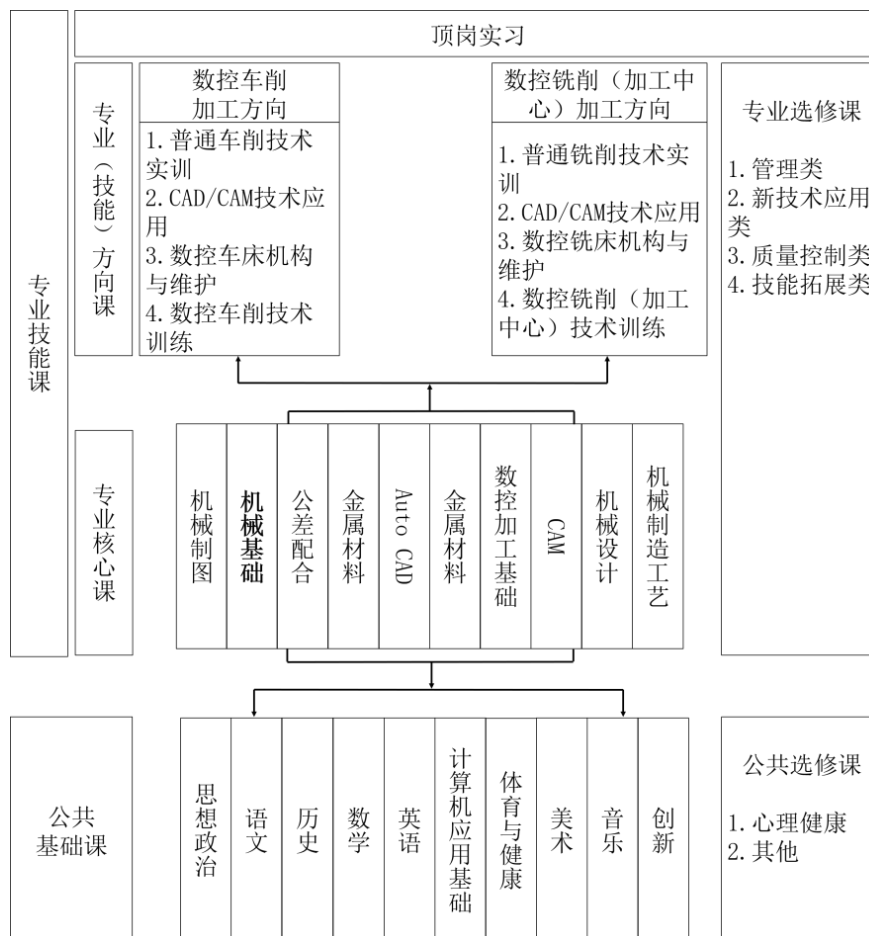 顶岗实习
专业技能课
专业（技能）方向课
数控车削
加工方向
1.普通车削技术
实训
2.CAD/CAM技术应
用
3.数控车床机构
与维护
4.数控车削技术
训练
数控铣削（加工中
心）加工方向
1.普通铣削技术实
训
2.CAD/CAM技术应用
3.数控铣床机构与
维护
4.数控铣削（加工
中心）技术训练
专业选修课
1.管理类
2.新技术应用
类
3.质量控制类
4.技能拓展类
专业核心课
机械制图
机械基础
公差配合
金属材料
Auto CAD
金属材料
数控加工基础
CAM
机械设计
机械制造工艺
公共
基础课
思想政治
语文
历史
数学
英语
计算机应用基础
体育与健康
美术
音乐
创新
公共选修课
1.心理健康
2.其他